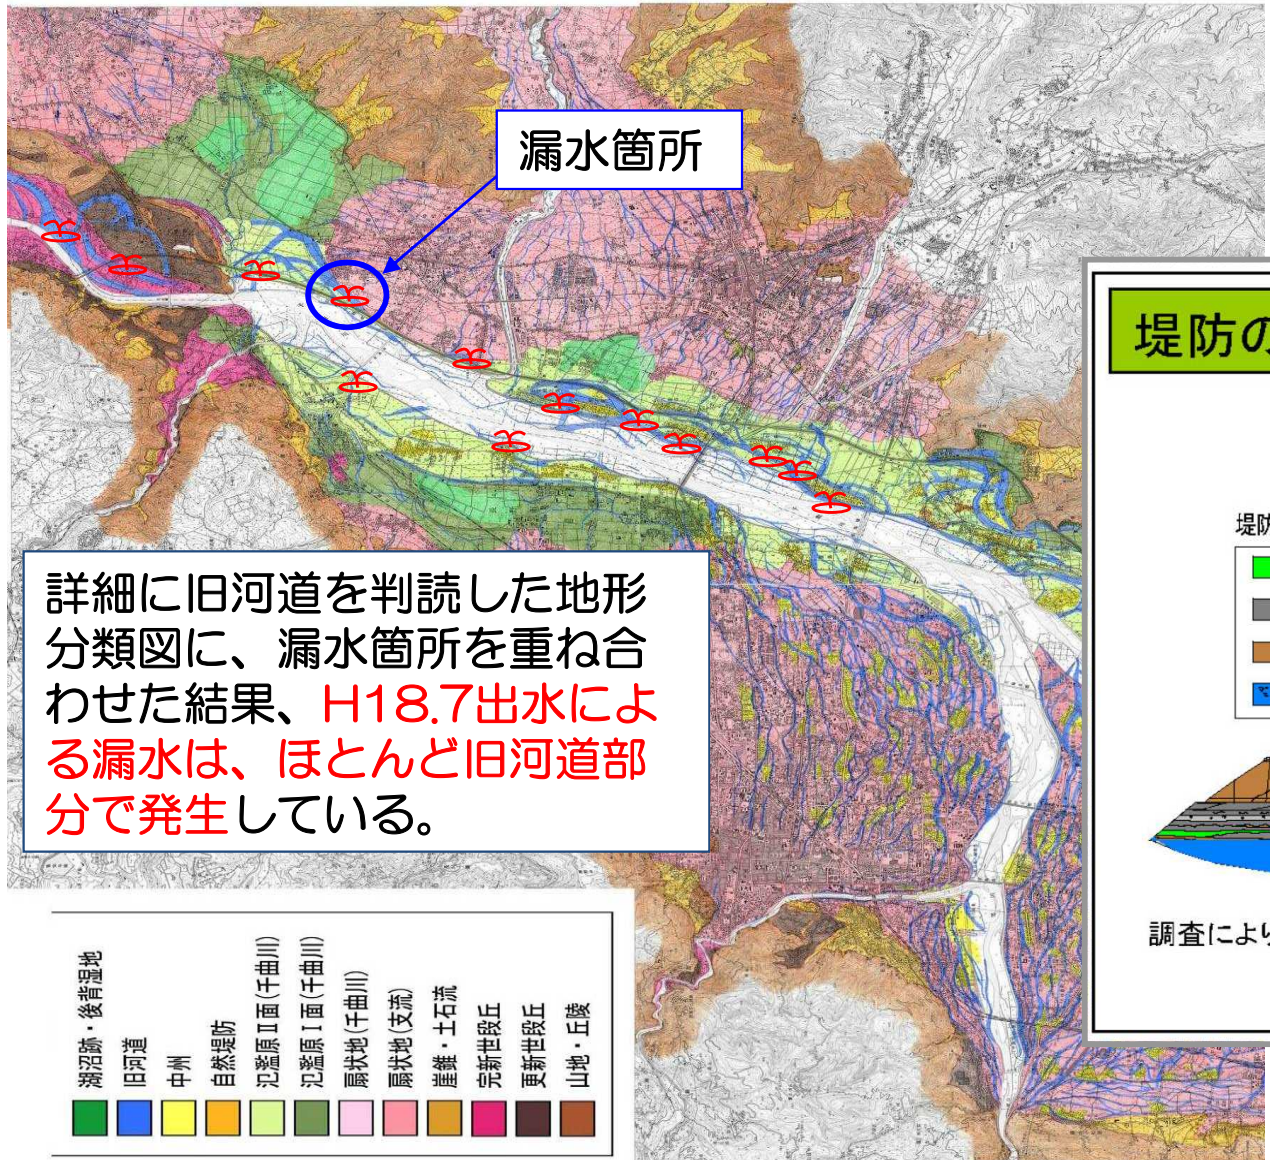 漏水箇所
堤防の
堤防
詳細に旧河道を判読した地形
分類図に、漏水箇所を重ね合
わせた結果、H18.7出水によ
る漏水は、ほとんど旧河道部
分で発生している。
調査により
湖沼跡・後背湿地
旧河道
中州
自然堤防
氾濫原Ⅱ面(千曲川)
氾濫原Ⅰ面(千曲川)
扇状地(千曲川)
扇状地(支流)
崖錐・土石流
完新世段丘
更新世段丘
山地・丘陵